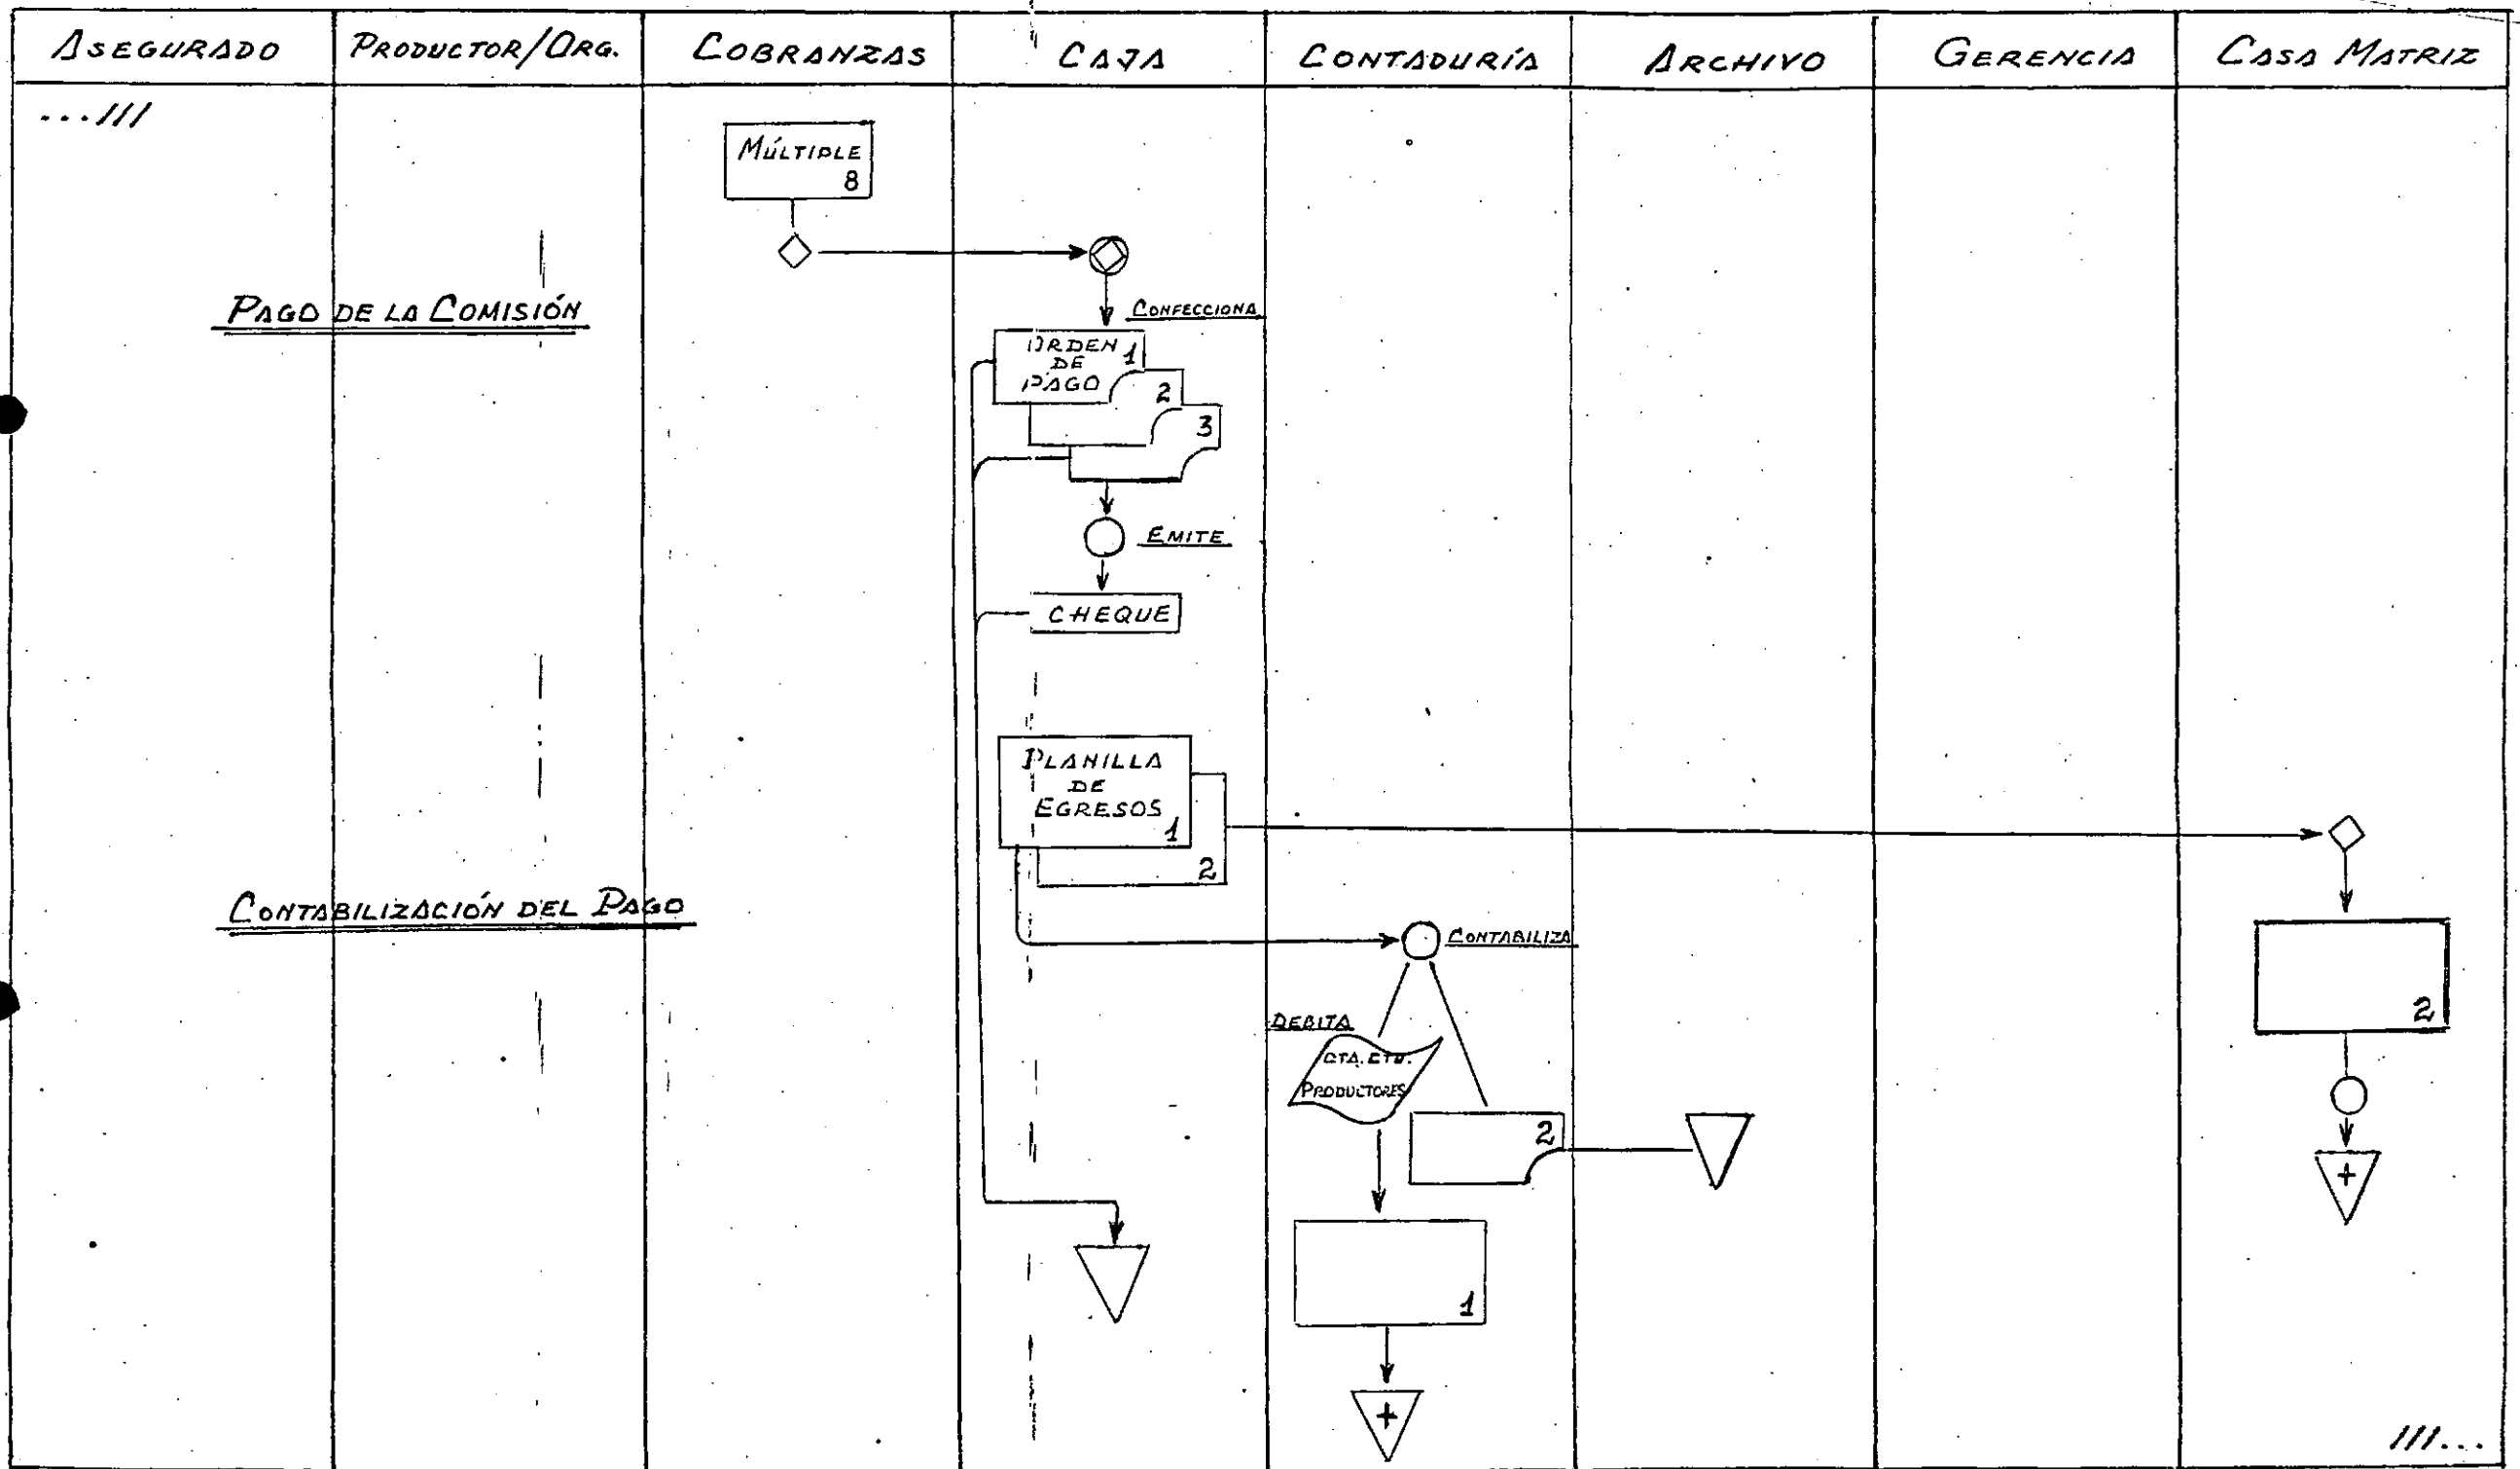 ASEGURADO
PRODUCTOR/ORG.
COBRANZAS
CAJA
CONTADURÍA
ARCHIVO
GERENCIA
CASA MATRIZ
...///
MÚLTIPLE
8
PAGO DE LA COMISIÓN
CONFECCIONA
ORDEN
DE
PAGO
1
2
3
EMITE
CHEQUE
PLANILLA
DE
EGRESOS
1
2
CONTABILIZACIÓN DEL PAGO
CONTABILIZA
2
DEBITA
CTA. CTE.
PRODUCTORES
2
+
1
+
///...